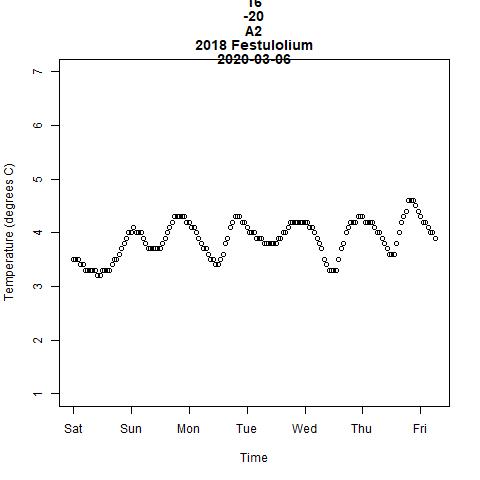 16
-20
A2
2018 Festulolium
2020-03-06
7
6
5
4
3
2
1
Temperature (degrees C)
Sat Sun Mon Tue Wed Thu Fri
Time